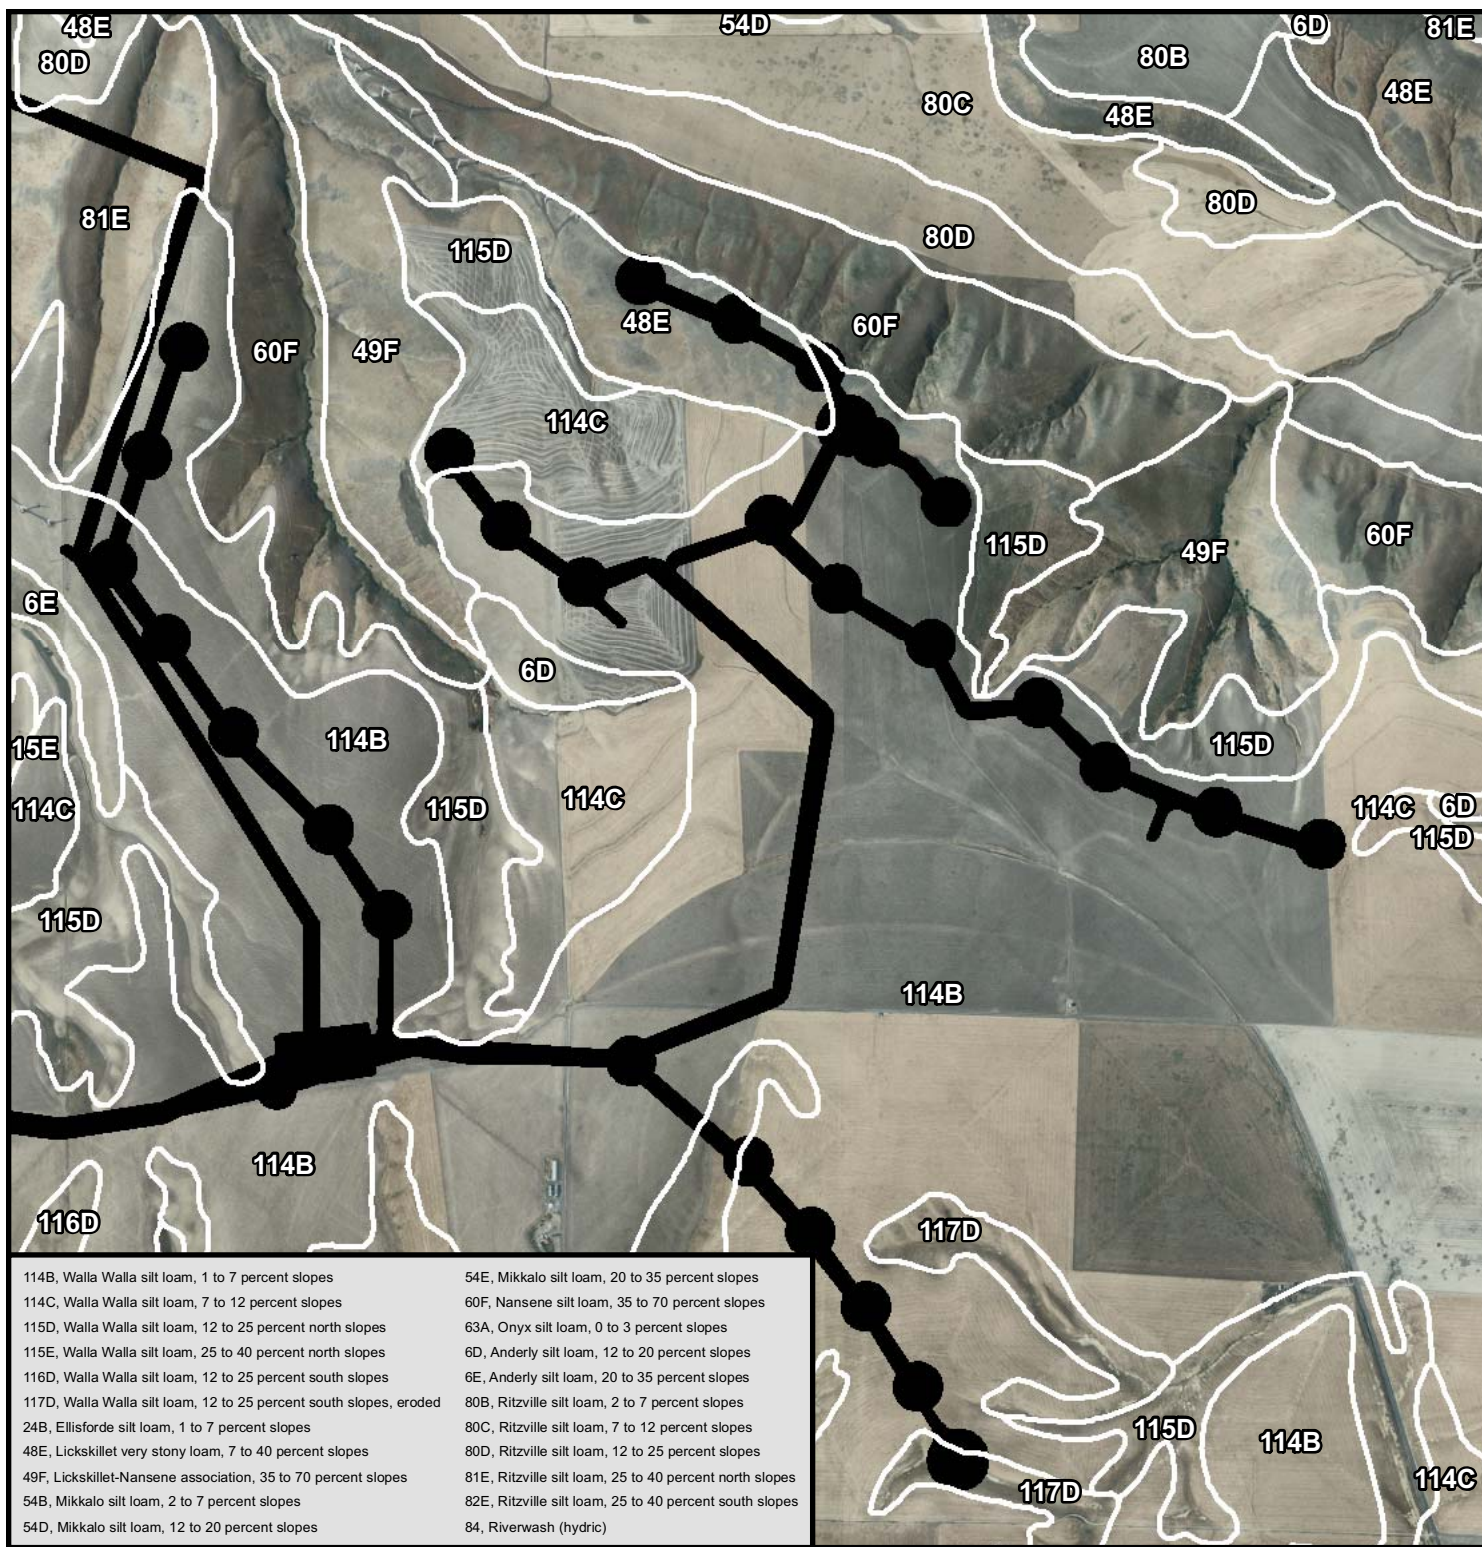 48E
54D
6D
81E
80D
80B
48E
80C
48E
80D
81E
80D
115D
48E
60F
60F
49F
114C
60F
115D
49F
6E
6D
114B
115D
15E
114C
115D
114C
114C
6D
115D
115D
114B
114B
116D
117D
115D
114B
114C
117D
114B, Walla Walla silt loam, 1 to 7 percent slopes
114C, Walla Walla silt loam, 7 to 12 percent slopes
115D, Walla Walla silt loam, 12 to 25 percent north slopes
115E, Walla Walla silt loam, 25 to 40 percent north slopes
116D, Walla Walla silt loam, 12 to 25 percent south slopes
117D, Walla Walla silt loam, 12 to 25 percent south slopes, eroded
24B, Ellisforde silt loam, 1 to 7 percent slopes
48E, Lickskillet very stony loam, 7 to 40 percent slopes
49F, Lickskillet-Nansene association, 35 to 70 percent slopes
54B, Mikkalo silt loam, 2 to 7 percent slopes
54D, Mikkalo silt loam, 12 to 20 percent slopes
54E, Mikkalo silt loam, 20 to 35 percent slopes
60F, Nansene silt loam, 35 to 70 percent slopes
63A, Onyx silt loam, 0 to 3 percent slopes
6D, Anderly silt loam, 12 to 20 percent slopes
6E, Anderly silt loam, 20 to 35 percent slopes
80B, Ritzville silt loam, 2 to 7 percent slopes
80C, Ritzville silt loam, 7 to 12 percent slopes
80D, Ritzville silt loam, 12 to 25 percent slopes
81E, Ritzville silt loam, 25 to 40 percent north slopes
82E, Ritzville silt loam, 25 to 40 percent south slopes
84, Riverwash (hydric)